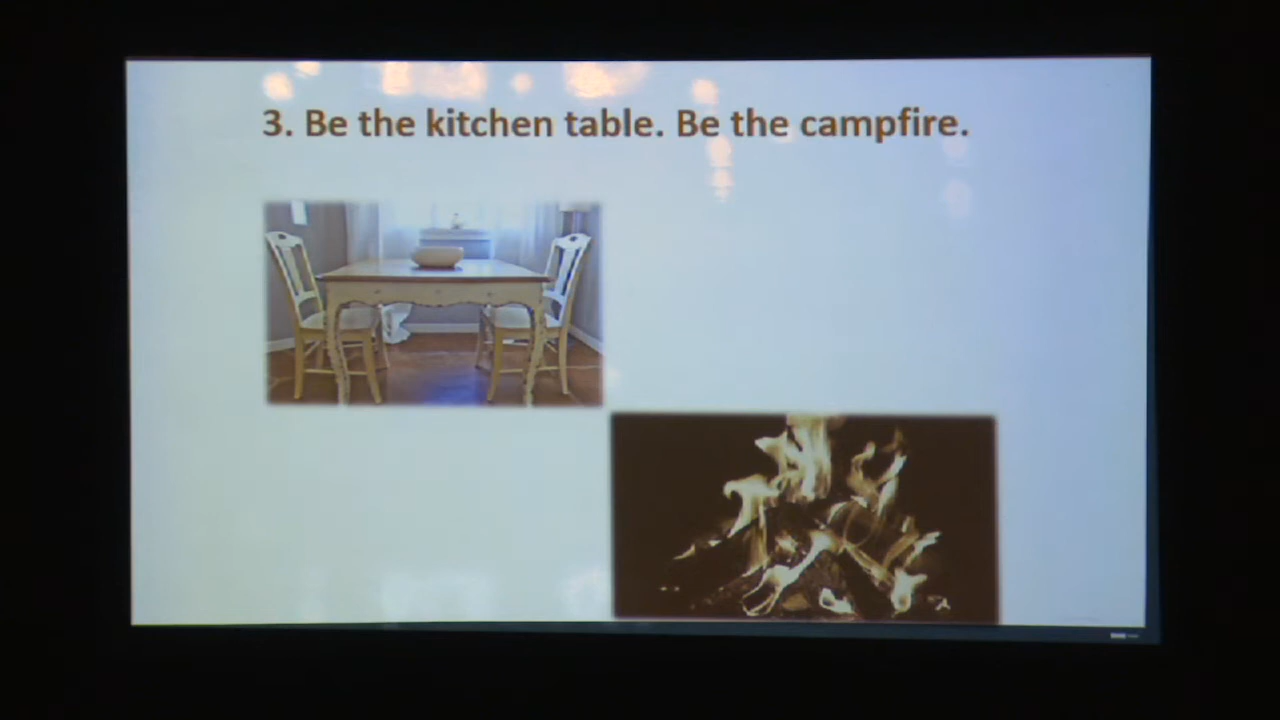 3. Be the kitchen table. Be the campfire.